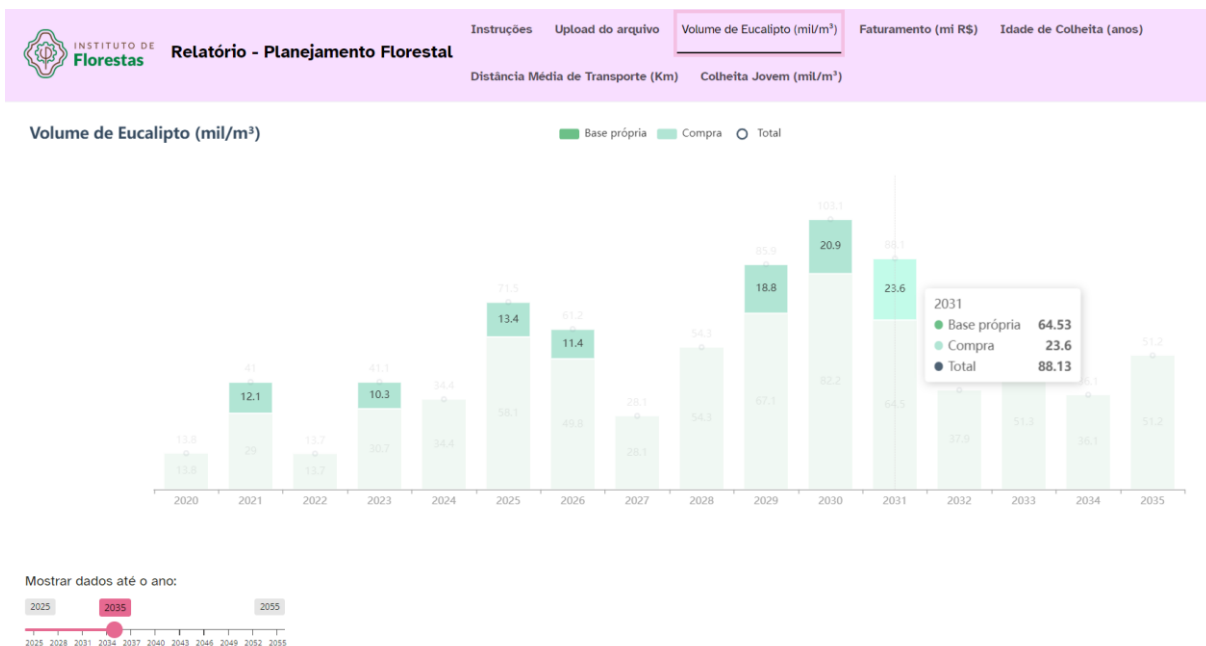 INSTITUTO DE
Florestas
Relatório - Planejamento Florestal
Instruções Upload do arquivo Volume de Eucalipto (mil/m³) Faturamento (mi R$) Idade de Colheita (anos)
Distância Média de Transporte (Km) Colheita Jovem (mil/m³)
Volume de Eucalipto (mil/m³)
Base própria Compra Total
103.1
85.9 20.9 88.1
71.5 18.8 23.6
61.2 13.4
11.4 54.3
41 41.1 34.4 51.2
12.1 10.3 28.1
13.8 13.7
2031
Base própria 64.53
Compra 23.6
Total 88.13
82.2 67.1 64.5
58.1 49.8 54.3 51.3 51.2
29 30.7 34.4 28.1 37.9 36.1
13.8 13.7
2020 2021 2022 2023 2024 2025 2026 2027 2028 2029 2030 2031 2032 2033 2034 2035
Mostrar dados até o ano:
2025 2035 2055
2025 2028 2031 2034 2037 2040 2043 2046 2049 2052 2055